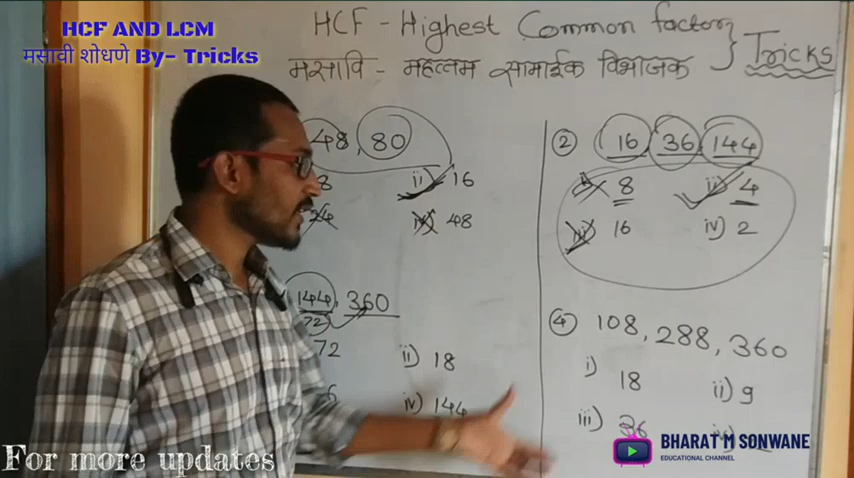 HCF AND LCM
मसावी शोधणे By- Tricks
HCF - Highest Common factor
मसावि - महत्तम सामाईक विभाजक
Tricks
48, 80
8 ii) 16
24 iv) 48
144, 360
72
72 ii) 18
6 iv) 144
② 16, 36, 144
i) 8 ii) 4
iii) 16 iv) 2
④ 108, 288, 360
i) 18 ii) 9
iii) 36
BHARAT M SONWANE
EDUCATIONAL CHANNEL
For more updates